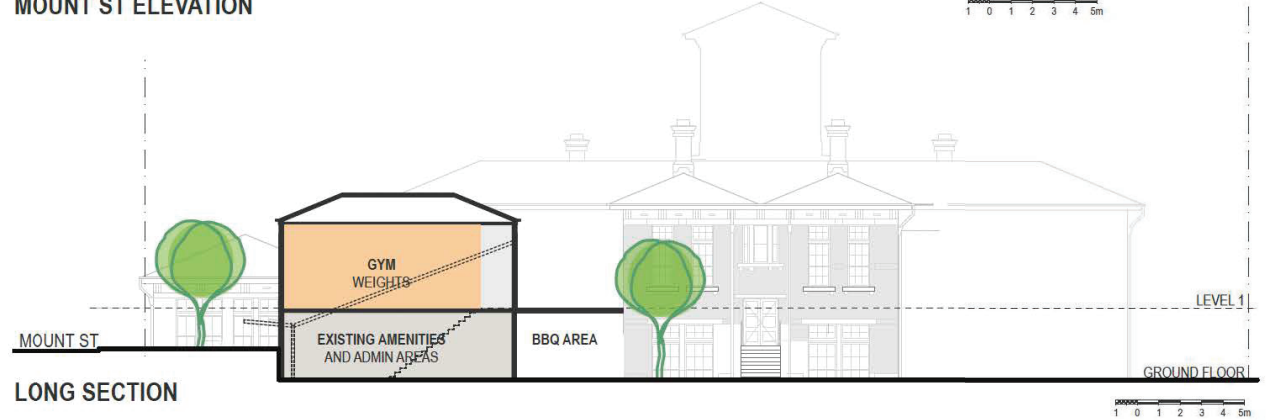 MOUNT ST ELEVATION
1 0 1 2 3 4 5m
GYM
WEIGHTS
LEVEL 1
MOUNT ST
EXISTING AMENITIES
AND ADMIN AREAS
BBQ AREA
GROUND FLOOR
LONG SECTION
1 0 1 2 3 4 5m